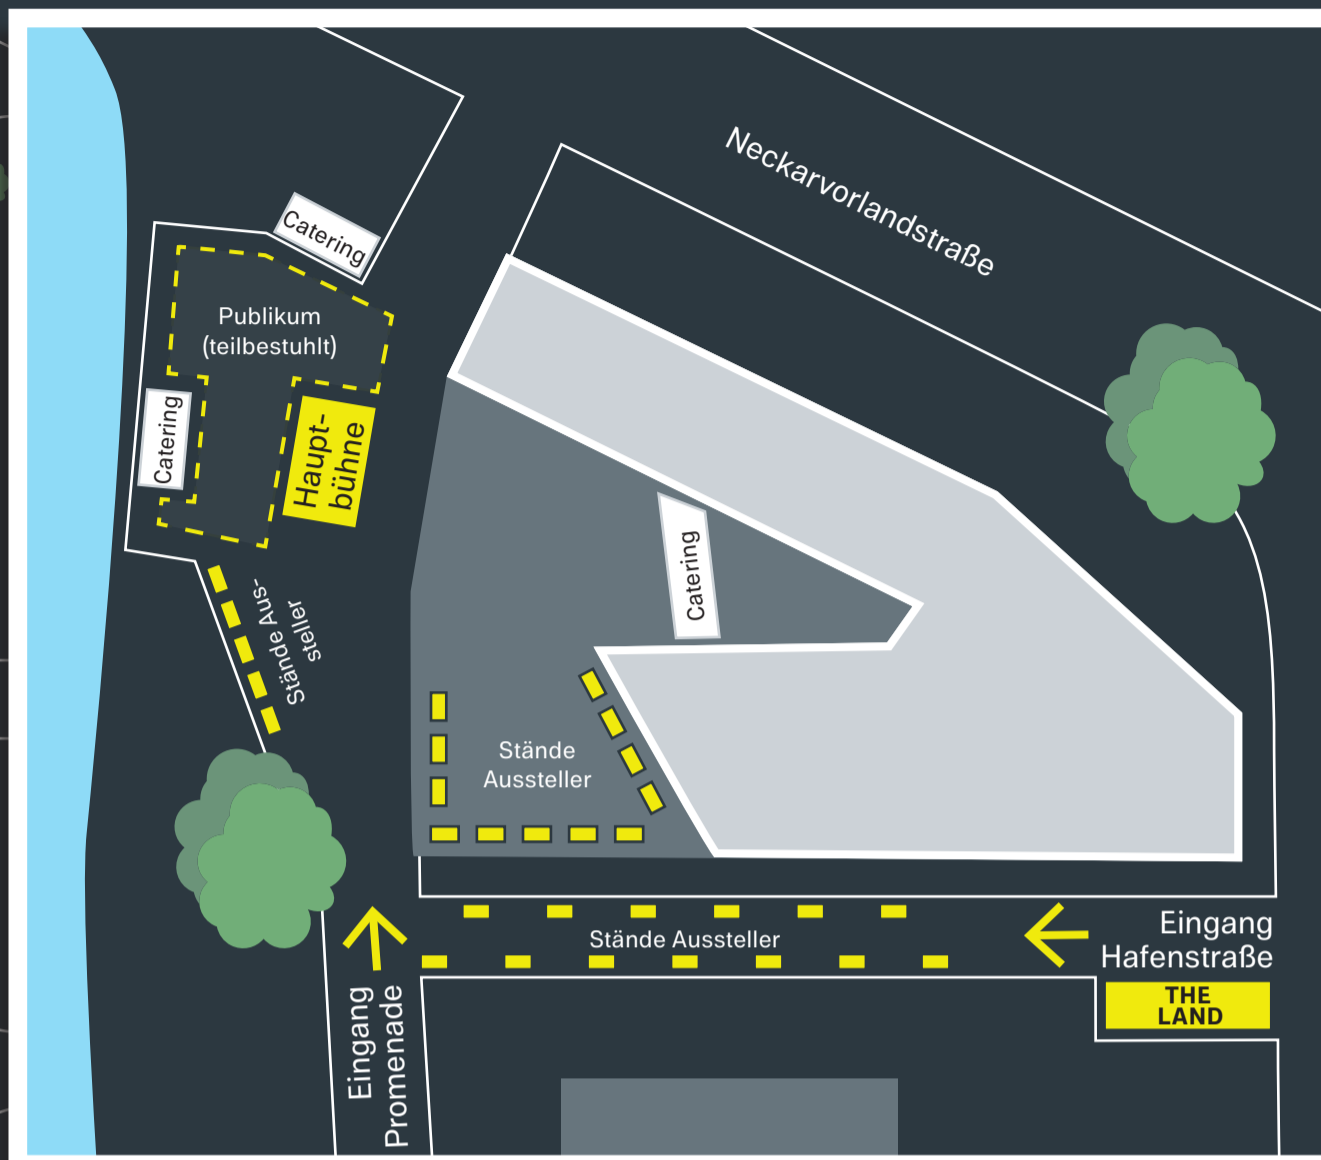 Neckarvorlandstraße
Catering
Publikum
(teilbestuhlt)
Catering
Haupt-
bühne
Catering
Stände Aus-
steller
Stände
Aussteller
Stände Aussteller
Eingang
Hafenstraße
THE
LAND
Eingang
Promenade